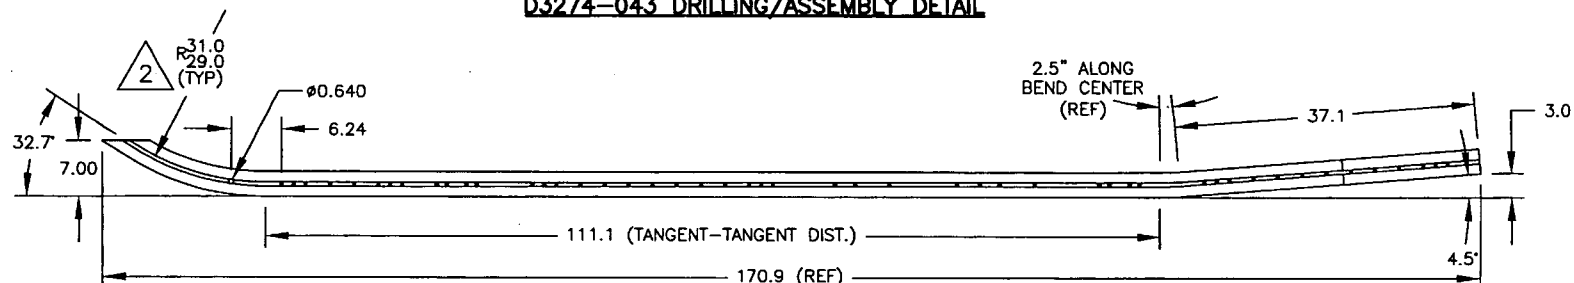 D3274-043 DRILLING/ASSEMBLY DETAIL
2
R31.0
29.0
(TYP)
ø0.640
6.24
32.7°
7.00
2.5" ALONG
BEND CENTER
(REF)
37.1
3.0
111.1 (TANGENT-TANGENT DIST.)
4.5°
170.9 (REF)